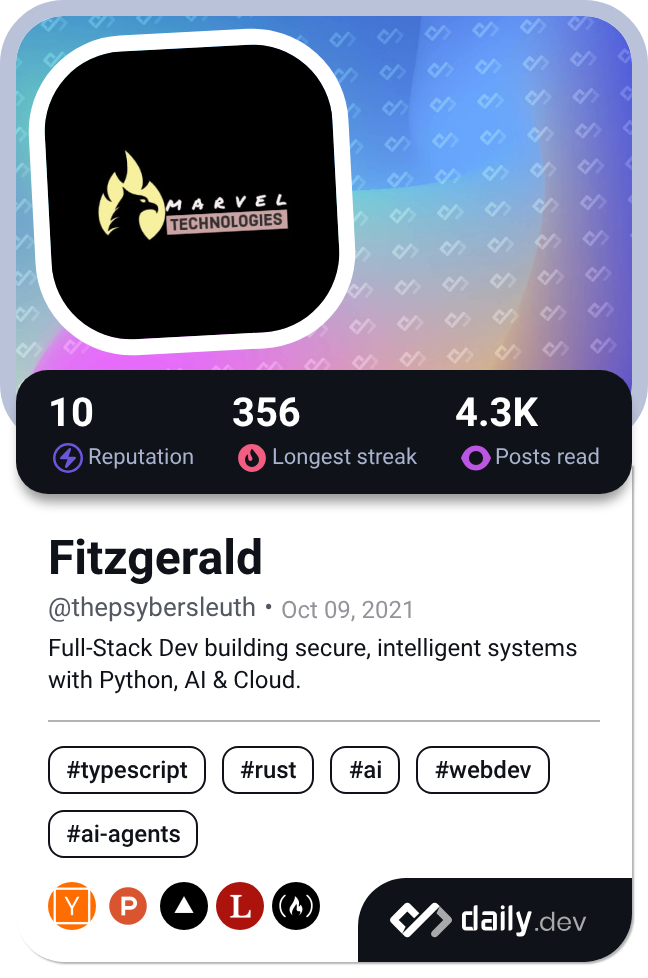 MARVEL
TECHNOLOGIES
10 356 4.3K
Reputation Longest streak Posts read
Fitzgerald
@thepsybersleuth • Oct 09, 2021
Full-Stack Dev building secure, intelligent systems
with Python, AI & Cloud.
#typescript #rust #ai #webdev
#ai-agents
Y P L
daily.dev